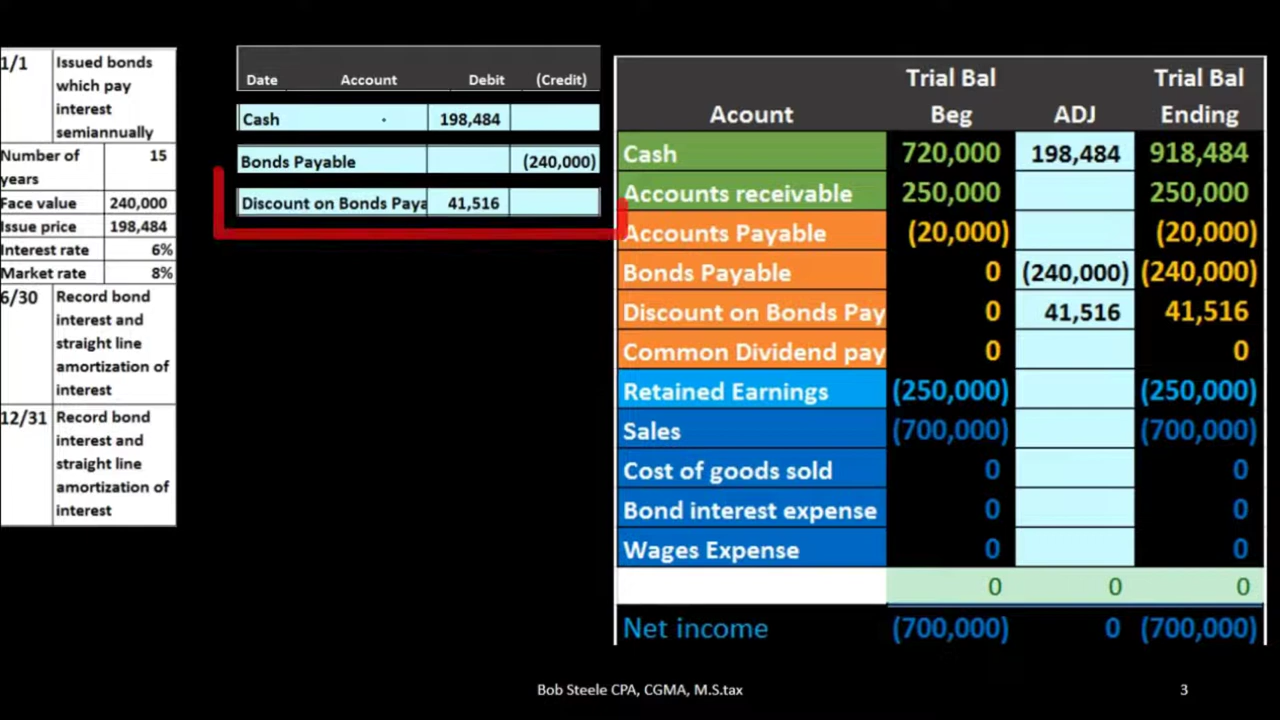 1/1 Issued bonds
which pay
interest
semiannually
Number of 15
years
Face value 240,000
Issue price 198,484
Interest rate 6%
Market rate 8%
6/30 Record bond
interest and
straight line
amortization of
interest
12/31 Record bond
interest and
straight line
amortization of
interest
Date Account Debit (Credit)
Cash 198,484
Bonds Payable (240,000)
Discount on Bonds Paya 41,516
Trial Bal Trial Bal
Acount Beg ADJ Ending
Cash 720,000 198,484 918,484
Accounts receivable 250,000 250,000
Accounts Payable (20,000) (20,000)
Bonds Payable 0 (240,000) (240,000)
Discount on Bonds Pay 0 41,516 41,516
Common Dividend pay 0 0
Retained Earnings (250,000) (250,000)
Sales (700,000) (700,000)
Cost of goods sold 0 0
Bond interest expense 0 0
Wages Expense 0 0
0 0 0
Net income (700,000) 0 (700,000)
Bob Steele CPA, CGMA, M.S.tax 3